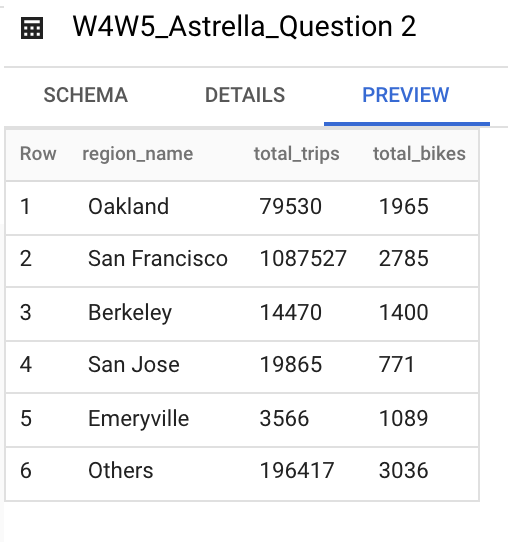 W4W5_Astrella_Question 2
SCHEMA DETAILS PREVIEW
Row region_name total_trips total_bikes
1 Oakland 79530 1965
2 San Francisco 1087527 2785
3 Berkeley 14470 1400
4 San Jose 19865 771
5 Emeryville 3566 1089
6 Others 196417 3036